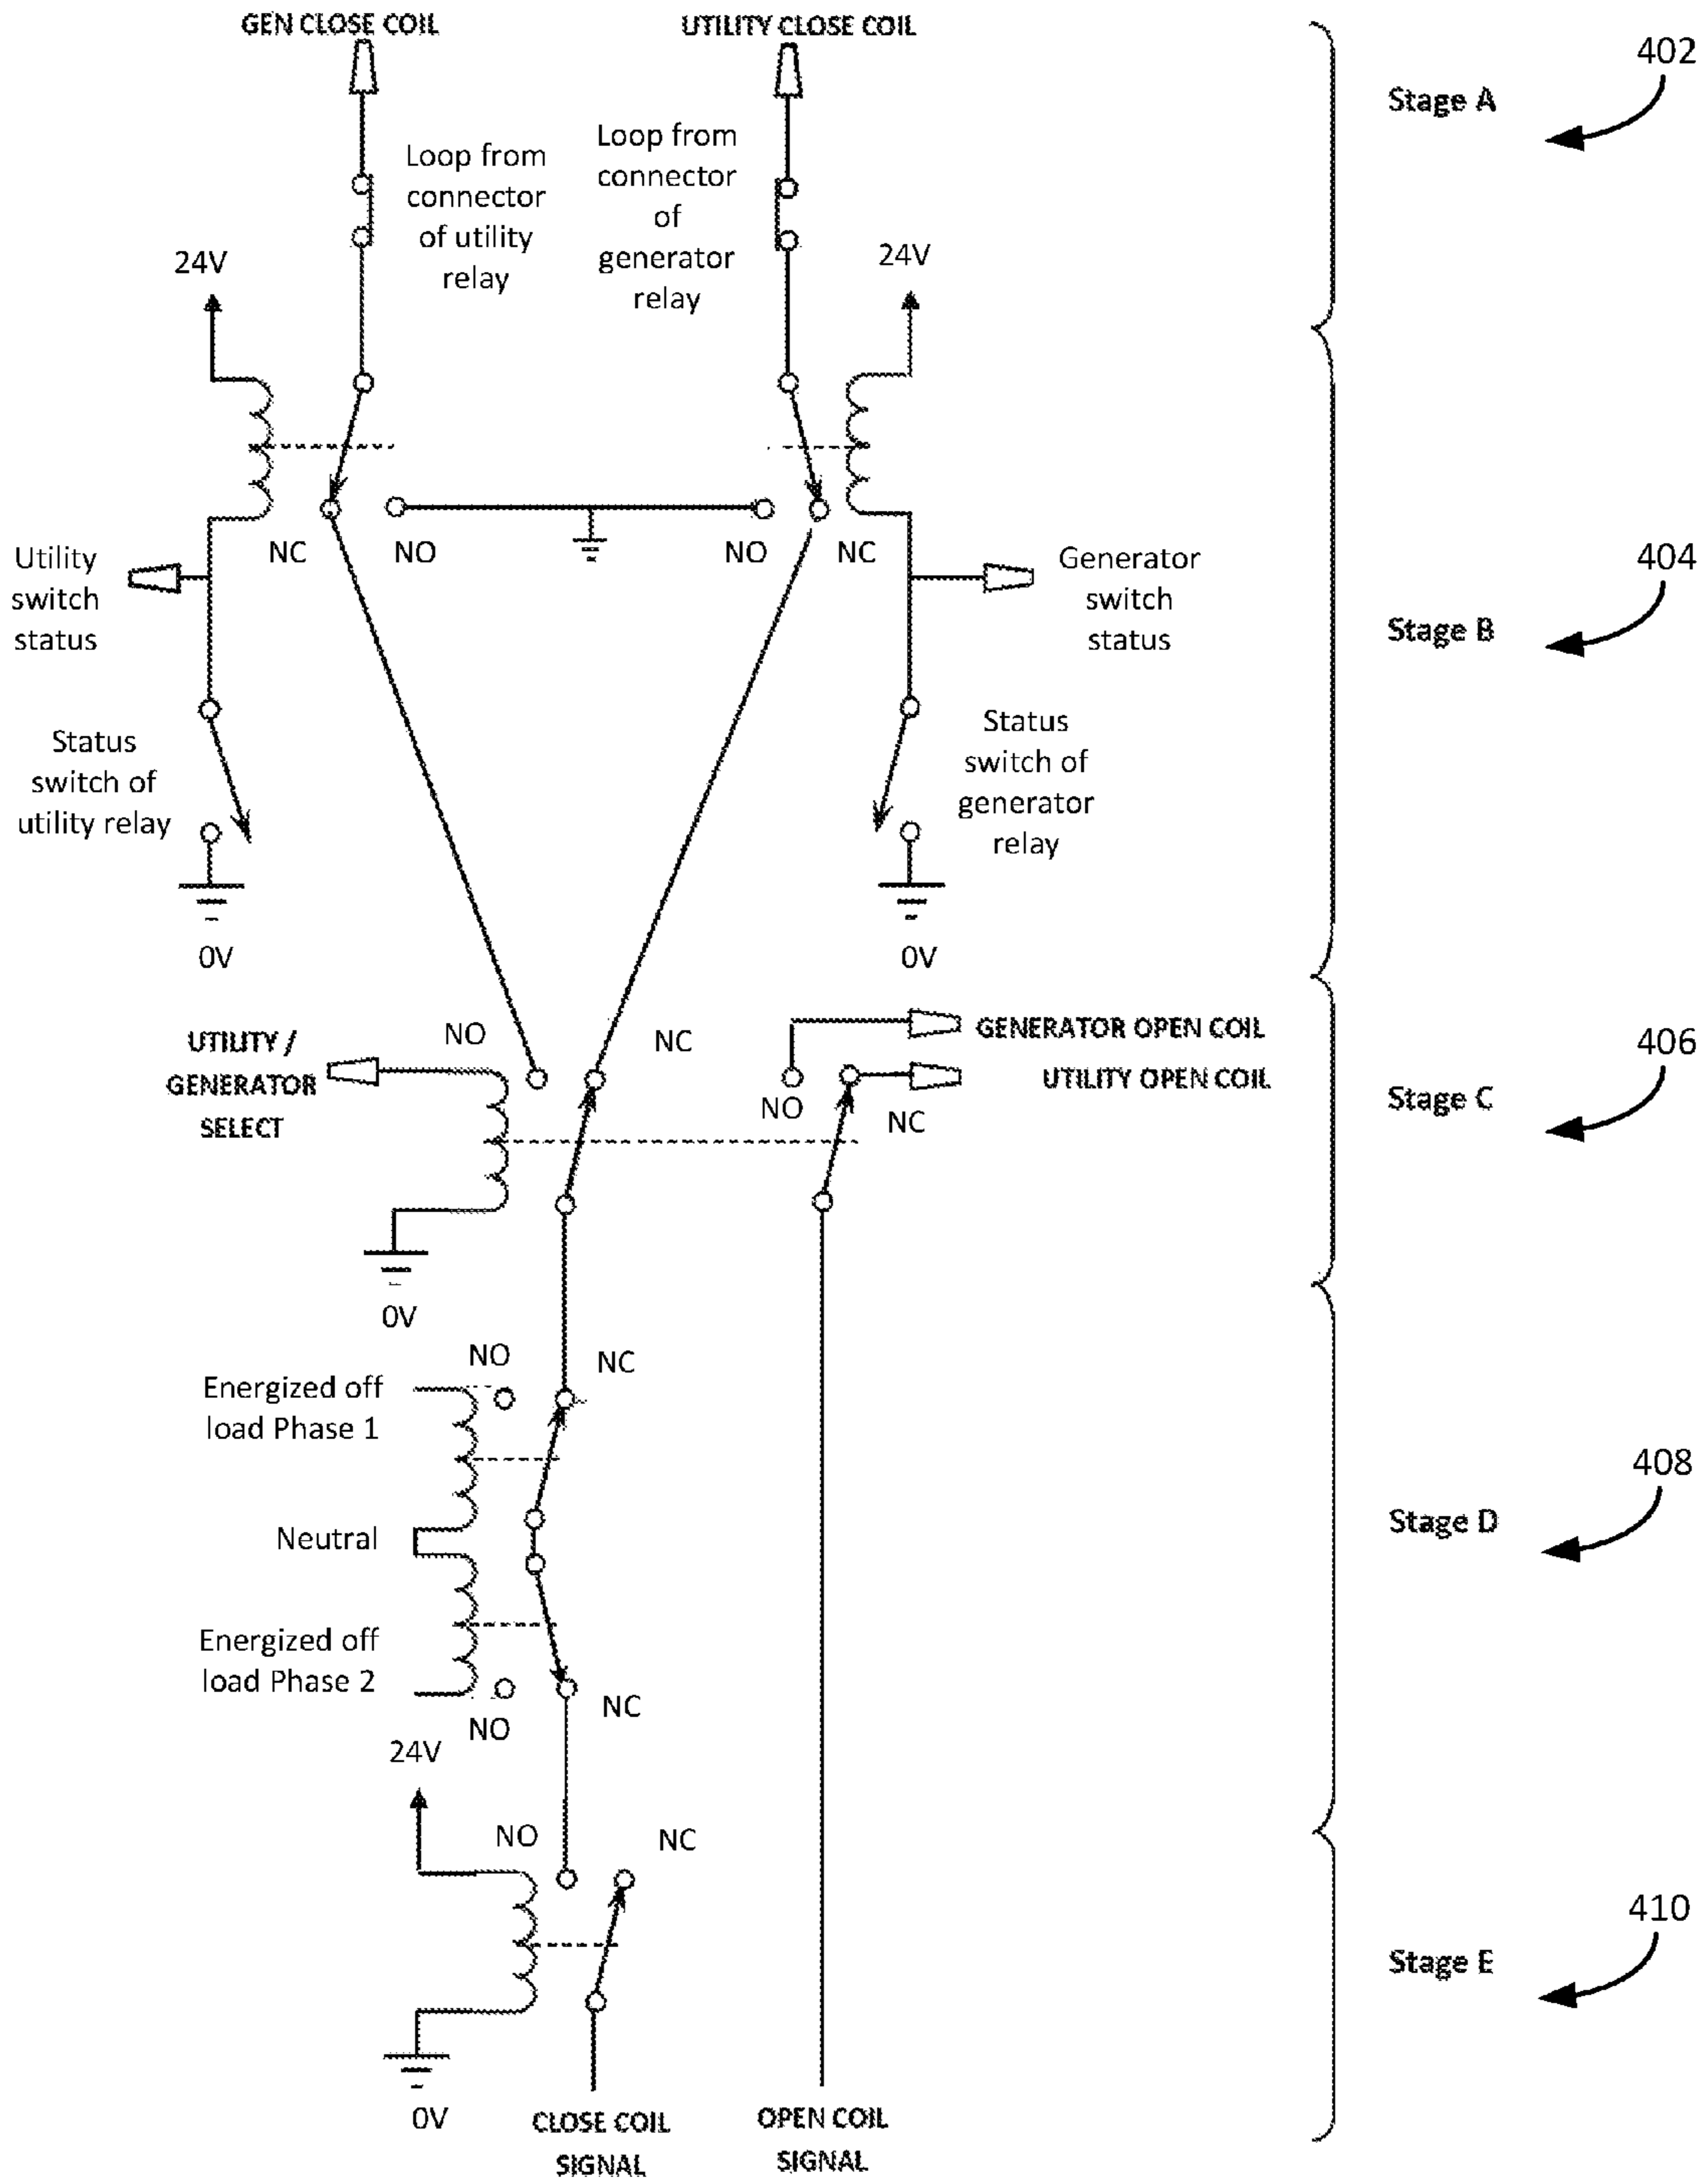 GEN CLOSE COIL
UTILITY CLOSE COIL
402
Stage A
Loop from
connector
of utility
relay
Loop from
connector
of
generator
relay
24V
24V
NC
NO
NO
NC
Utility
switch
status
Generator
switch
status
404
Stage B
Status
switch of
utility relay
Status
switch of
generator
relay
0V
0V
UTILITY /
GENERATOR
SELECT
NO
NC
GENERATOR OPEN COIL
UTILITY OPEN COIL
NO
NC
406
Stage C
0V
NO
NC
Energized off
load Phase 1
Neutral
Energized off
load Phase 2
NO
NC
408
Stage D
24V
NO
NC
410
Stage E
0V
CLOSE COIL
SIGNAL
OPEN COIL
SIGNAL